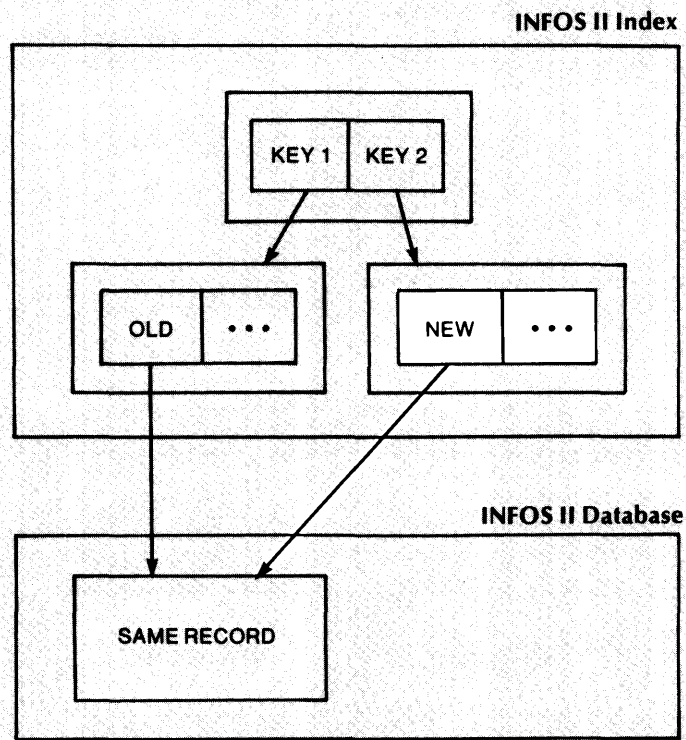 INFOS II Index
KEY 1 KEY 2
OLD ••• NEW •••
INFOS II Database
SAME RECORD